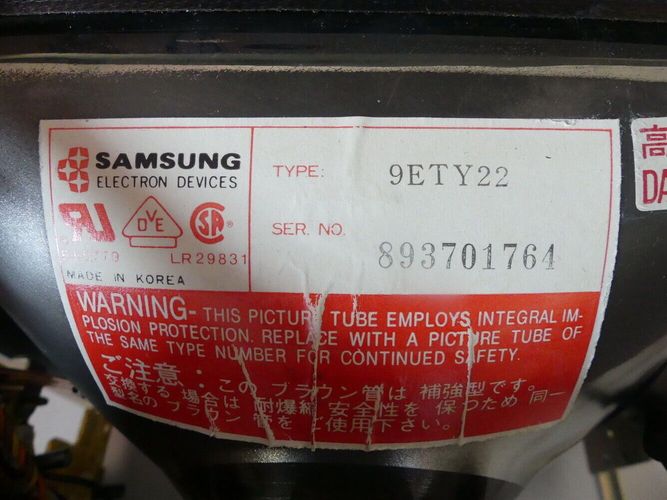 SAMSUNG
ELECTRON DEVICES
DVE
LR29831
MADE IN KOREA
TYPE: 9ETY22
SER. NO. 893701764
WARNING- THIS PICTURE TUBE EMPLOYS INTEGRAL IM-
PLOSION PROTECTION. REPLACE WITH A PICTURE TUBE OF
THE SAME TYPE NUMBER FOR CONTINUED SAFETY.
ご注意・・このブラウン管は補強型です。
交換する、場合は耐爆縮、安全性を保つため同一
型名のブラウン管をご使用下さい。
高
DA